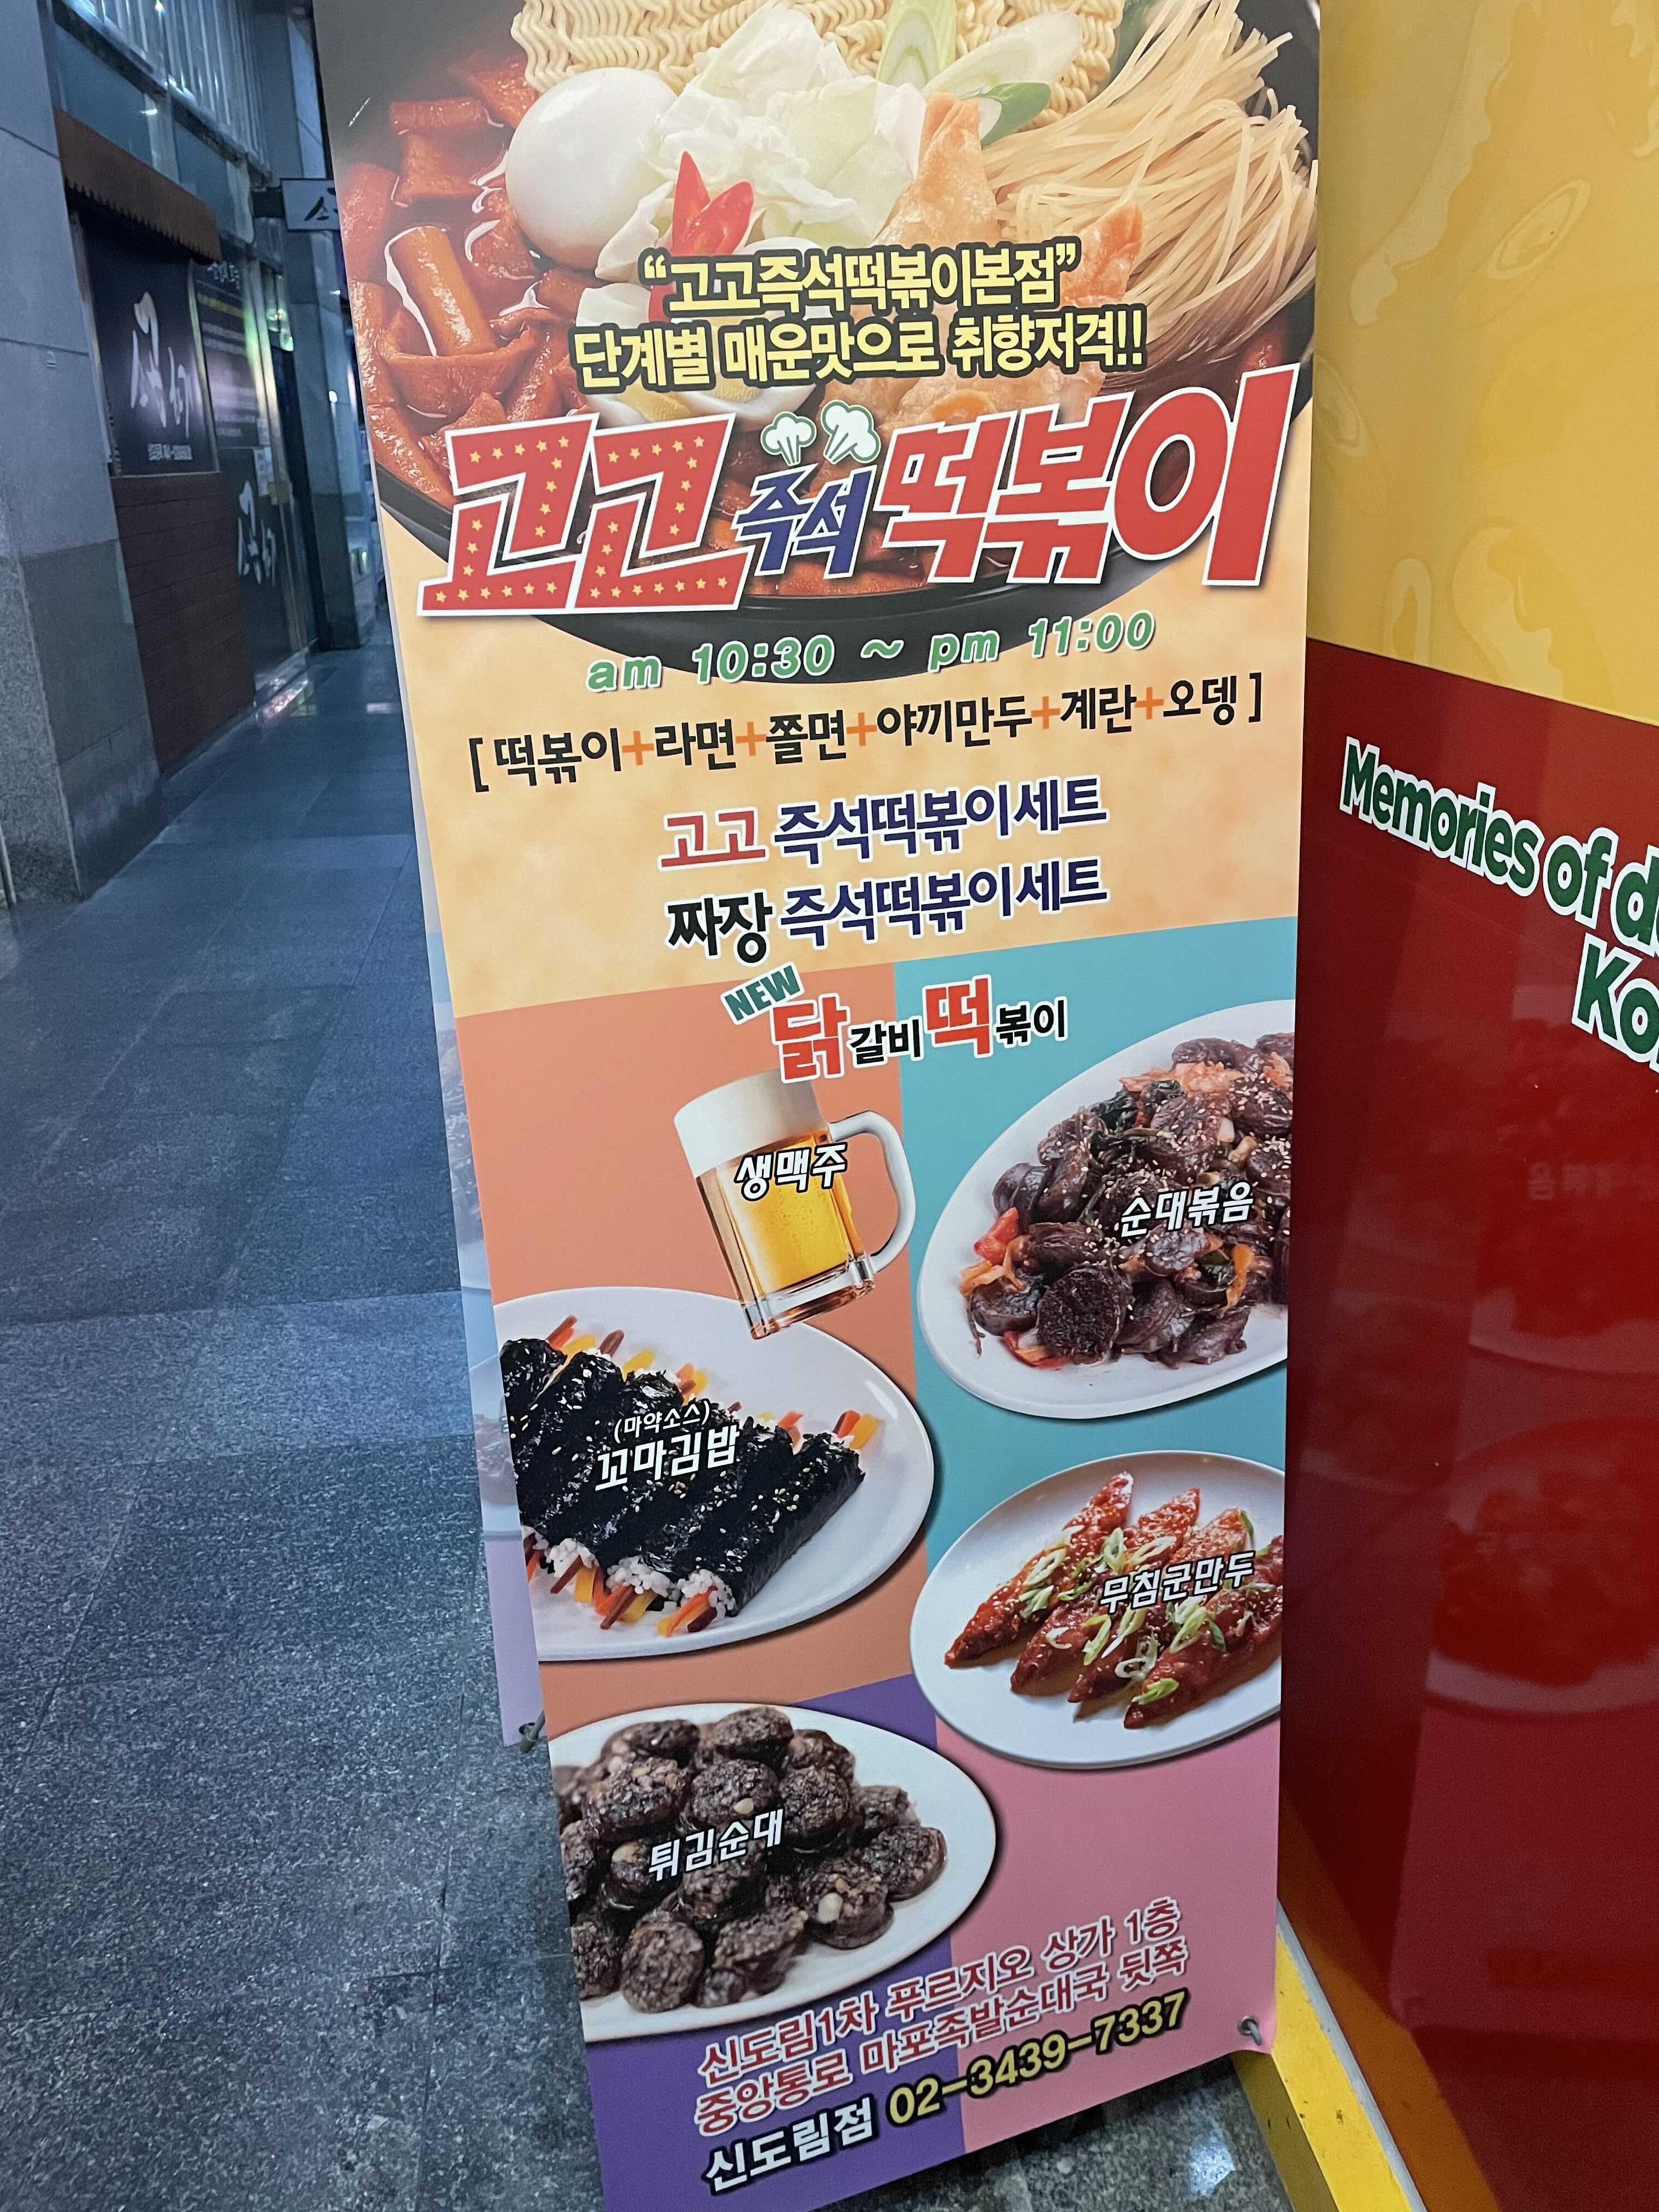 "고고즉석떡볶이본점"
단계별 매운맛으로 취향저격!!
고고 즉석 떡볶이
am 10:30 ~ pm 11:00
[떡볶이+라면+쫄면+야끼만두+계란+오뎅]
고고 즉석떡볶이세트
짜장 즉석떡볶이세트
NEW
닭갈비떡볶이
생맥주
순대볶음
(마약소스)
꼬마김밥
무침군만두
튀김순대
신도림1차 푸르지오 상가 1층
중앙통로 마포족발순대국 뒷쪽
신도림점 02-3439-7337
Memories of